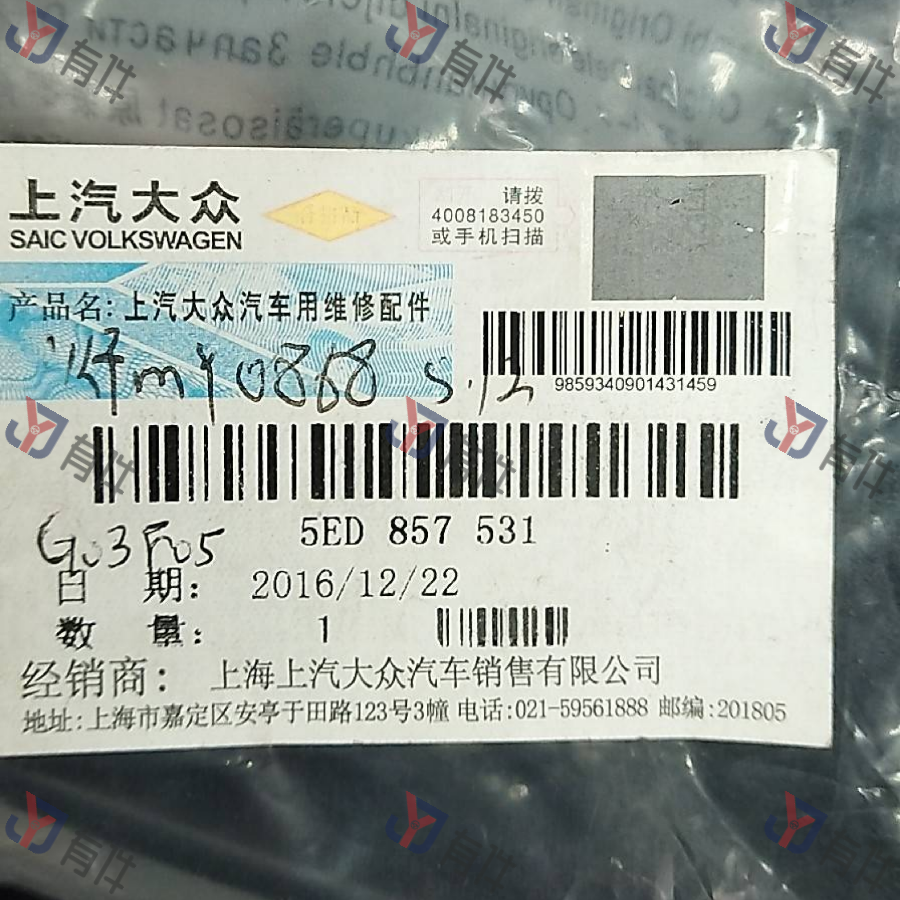 上汽大众
SAIC VOLKSWAGEN
请拨
4008183450
或手机扫描
产品名: 上汽大众汽车用维修配件
9859340901431459
5ED 857 531
G03F05
日 期: 2016/12/22
数 量: 1
经销商: 上海上汽大众汽车销售有限公司
地址:上海市嘉定区安亭于田路123号3幢 电话:021-59561888 邮编:201805
有件